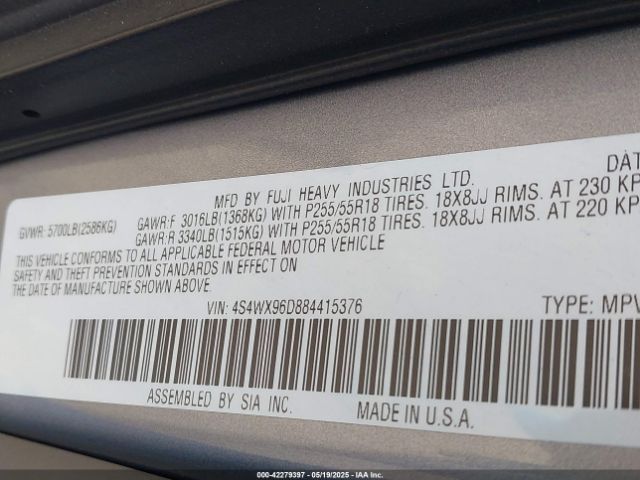 MFD BY FUJI HEAVY INDUSTRIES LTD. DAT
GVWR: 5700LB(2586KG) GAWR:F 3016LB(1368KG) WITH P255/55R18 TIRES. 18X8JJ RIMS. AT 230 KP
GAWR:R 3340LB(1515KG) WITH P255/55R18 TIRES. 18X8JJ RIMS. AT 220 KP
THIS VEHICLE CONFORMS TO ALL APPLICABLE FEDERAL MOTOR VEHICLE
SAFETY AND THEFT PREVENTION STANDARDS IN EFFECT ON
THE DATE OF MANUFACTURE SHOWN ABOVE.
VIN: 4S4WX96D884415376 TYPE: MPV
ASSEMBLED BY SIA INC. MADE IN U.S.A.
000-42279397 - 05/19/2025 - IAAI.COM